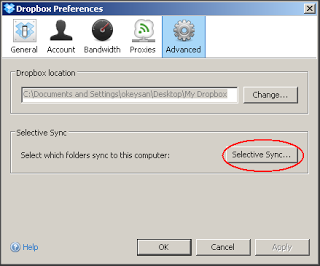 Dropbox Preferences
General Account Bandwidth Proxies Advanced
Dropbox location
C:\Documents and Settings\okeysan\Desktop\My Dropbox Change...
Selective Sync
Select which folders sync to this computer: Selective Sync...
Help OK Cancel Apply